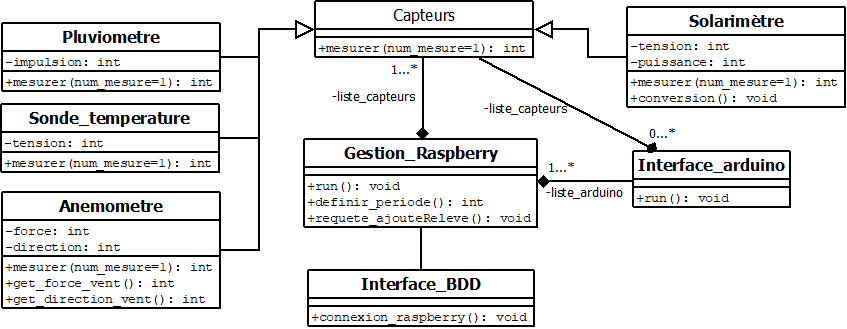 Capteurs
+mesurer(num_mesure=1): int
Pluviometre
-impulsion: int
+mesurer(num_mesure=1): int
Solarimètre
-tension: int
-puissance: int
+mesurer(num_mesure=1): int
+conversion(): void
Sonde_temperature
-tension: int
+mesurer(num_mesure=1): int
1...*
-liste_capteurs
-liste_capteurs
0...*
Gestion_Raspberry
+run(): void
+definir_periode(): int
+requete_ajouteReleve(): void
1...*
-liste_arduino
Interface_arduino
+run(): void
Anemometre
-force: int
-direction: int
+mesurer(num_mesure=1): int
+get_force_vent(): int
+get_direction_vent(): int
Interface_BDD
+connexion_raspberry(): void